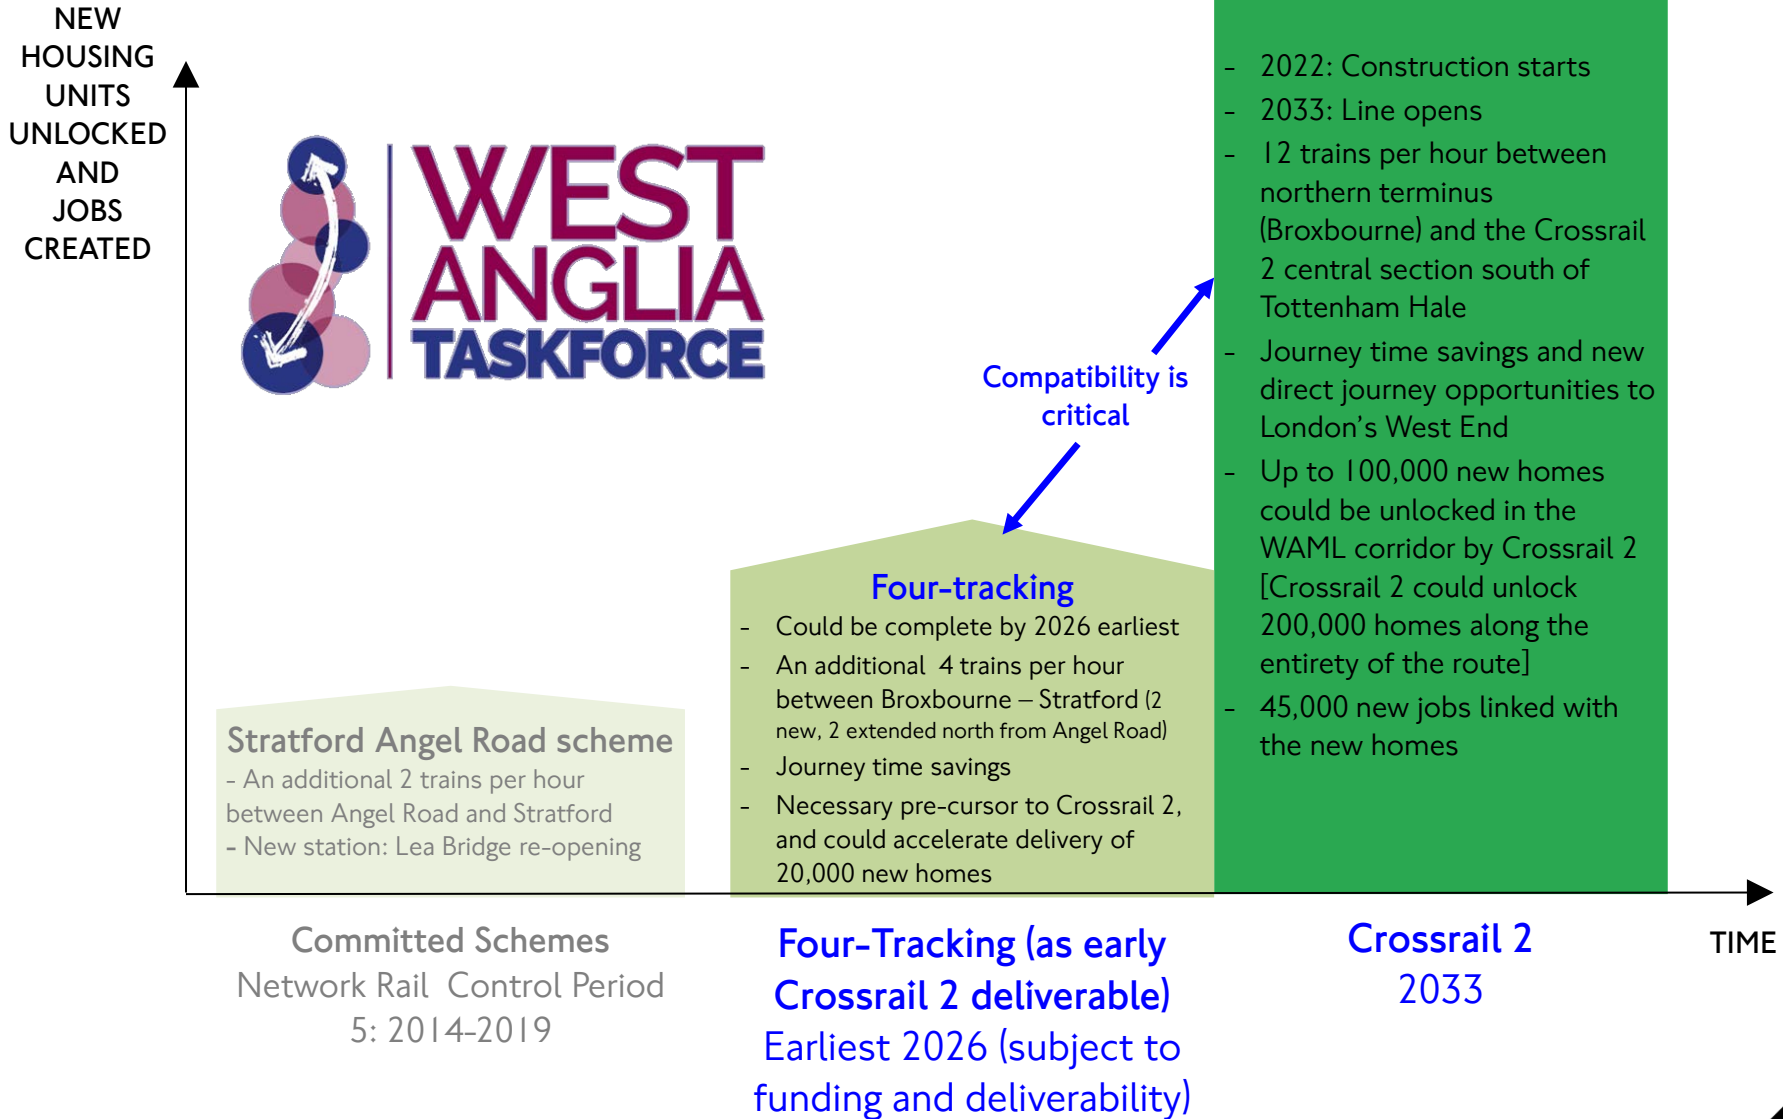 NEW
HOUSING
UNITS
UNLOCKED
AND
JOBS
CREATED
WEST
ANGLIA
TASKFORCE
Compatibility is
critical
Stratford Angel Road scheme
- An additional 2 trains per hour
between Angel Road and Stratford
- New station: Lea Bridge re-opening
Four-tracking
- Could be complete by 2026 earliest
- An additional 4 trains per hour
between Broxbourne – Stratford (2
new, 2 extended north from Angel Road)
- Journey time savings
- Necessary pre-cursor to Crossrail 2,
and could accelerate delivery of
20,000 new homes
- 2022: Construction starts
- 2033: Line opens
- 12 trains per hour between
northern terminus
(Broxbourne) and the Crossrail
2 central section south of
Tottenham Hale
- Journey time savings and new
direct journey opportunities to
London's West End
- Up to 100,000 new homes
could be unlocked in the
WAML corridor by Crossrail 2
[Crossrail 2 could unlock
200,000 homes along the
entirety of the route]
- 45,000 new jobs linked with
the new homes
Committed Schemes
Network Rail Control Period
5: 2014-2019
Four-Tracking (as early
Crossrail 2 deliverable)
Earliest 2026 (subject to
funding and deliverability)
Crossrail 2
2033
TIME